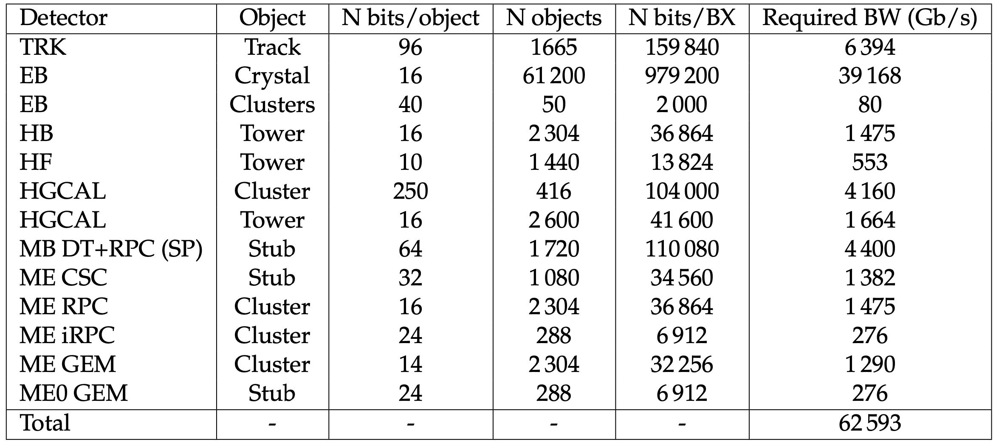 Detector Object N bits/object N objects N bits/BX Required BW (Gb/s)
TRK Track 96 1665 159 840 6 394
EB Crystal 16 61 200 979 200 39 168
EB Clusters 40 50 2 000 80
HB Tower 16 2 304 36 864 1 475
HF Tower 10 1 440 13 824 553
HGCAL Cluster 250 416 104 000 4 160
HGCAL Tower 16 2 600 41 600 1 664
MB DT+RPC (SP) Stub 64 1 720 110 080 4 400
ME CSC Stub 32 1 080 34 560 1 382
ME RPC Cluster 16 2 304 36 864 1 475
ME iRPC Cluster 24 288 6 912 276
ME GEM Cluster 14 2 304 32 256 1 290
ME0 GEM Stub 24 288 6 912 276
Total - - - - 62 593